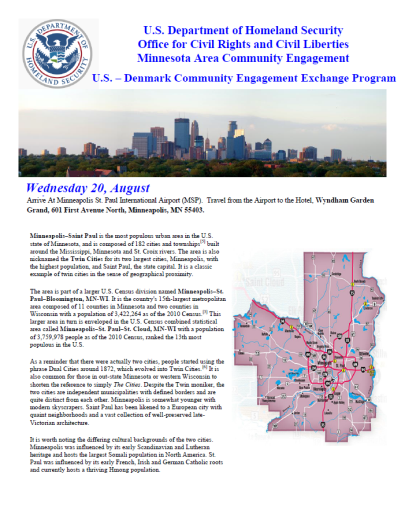 U.S. Department of Homeland Security
Office for Civil Rights and Civil Liberties
Minnesota Area Community Engagement
U.S. – Denmark Community Engagement Exchange Program
U.S. DEPARTMENT OF
HOMELAND SECURITY
Wednesday 20, August
Arrive At Minneapolis St. Paul International Airport (MSP). Travel from the Airport to the Hotel, Wyndham Garden
Grand, 601 First Avenue North, Minneapolis, MN 55403.
Minneapolis–Saint Paul is the most populous urban area in the U.S.
state of Minnesota, and is composed of 182 cities and townships built
around the Mississippi, Minnesota and St. Croix rivers. The area is also
nicknamed the Twin Cities for its two largest cities, Minneapolis, with
the highest population, and Saint Paul, the state capital. It is a classic
example of twin cities in the sense of geographical proximity.
The area is part of a larger U.S. Census division named Minneapolis–St.
Paul–Bloomington, MN-WI. It is the country's 15th-largest metropolitan
area composed of 11 counties in Minnesota and two counties in
Wisconsin with a population of 3,422,264 as of the 2010 Census. This
larger area in turn is enveloped in the U.S. Census combined statistical
area called Minneapolis–St. Paul–St. Cloud, MN-WI with a population
of 3,759,978 people as of the 2010 Census, ranked the 13th most
populous in the U.S.
As a reminder that there were actually two cities, people started using the
phrase Dual Cities around 1872, which evolved into Twin Cities. It is
also common for those in out-state Minnesota or western Wisconsin to
shorten the reference to simply The Cities. Despite the Twin moniker, the
two cities are independent municipalities with defined borders and are
quite distinct from each other. Minneapolis is somewhat younger with
modern skyscrapers. Saint Paul has been likened to a European city with
quaint neighborhoods and a vast collection of well-preserved late-
Victorian architecture.
It is worth noting the differing cultural backgrounds of the two cities.
Minneapolis was influenced by its early Scandinavian and Lutheran
heritage and hosts the largest Somali population in North America. St.
Paul was influenced by its early French, Irish and German Catholic roots
and currently hosts a thriving Hmong population.